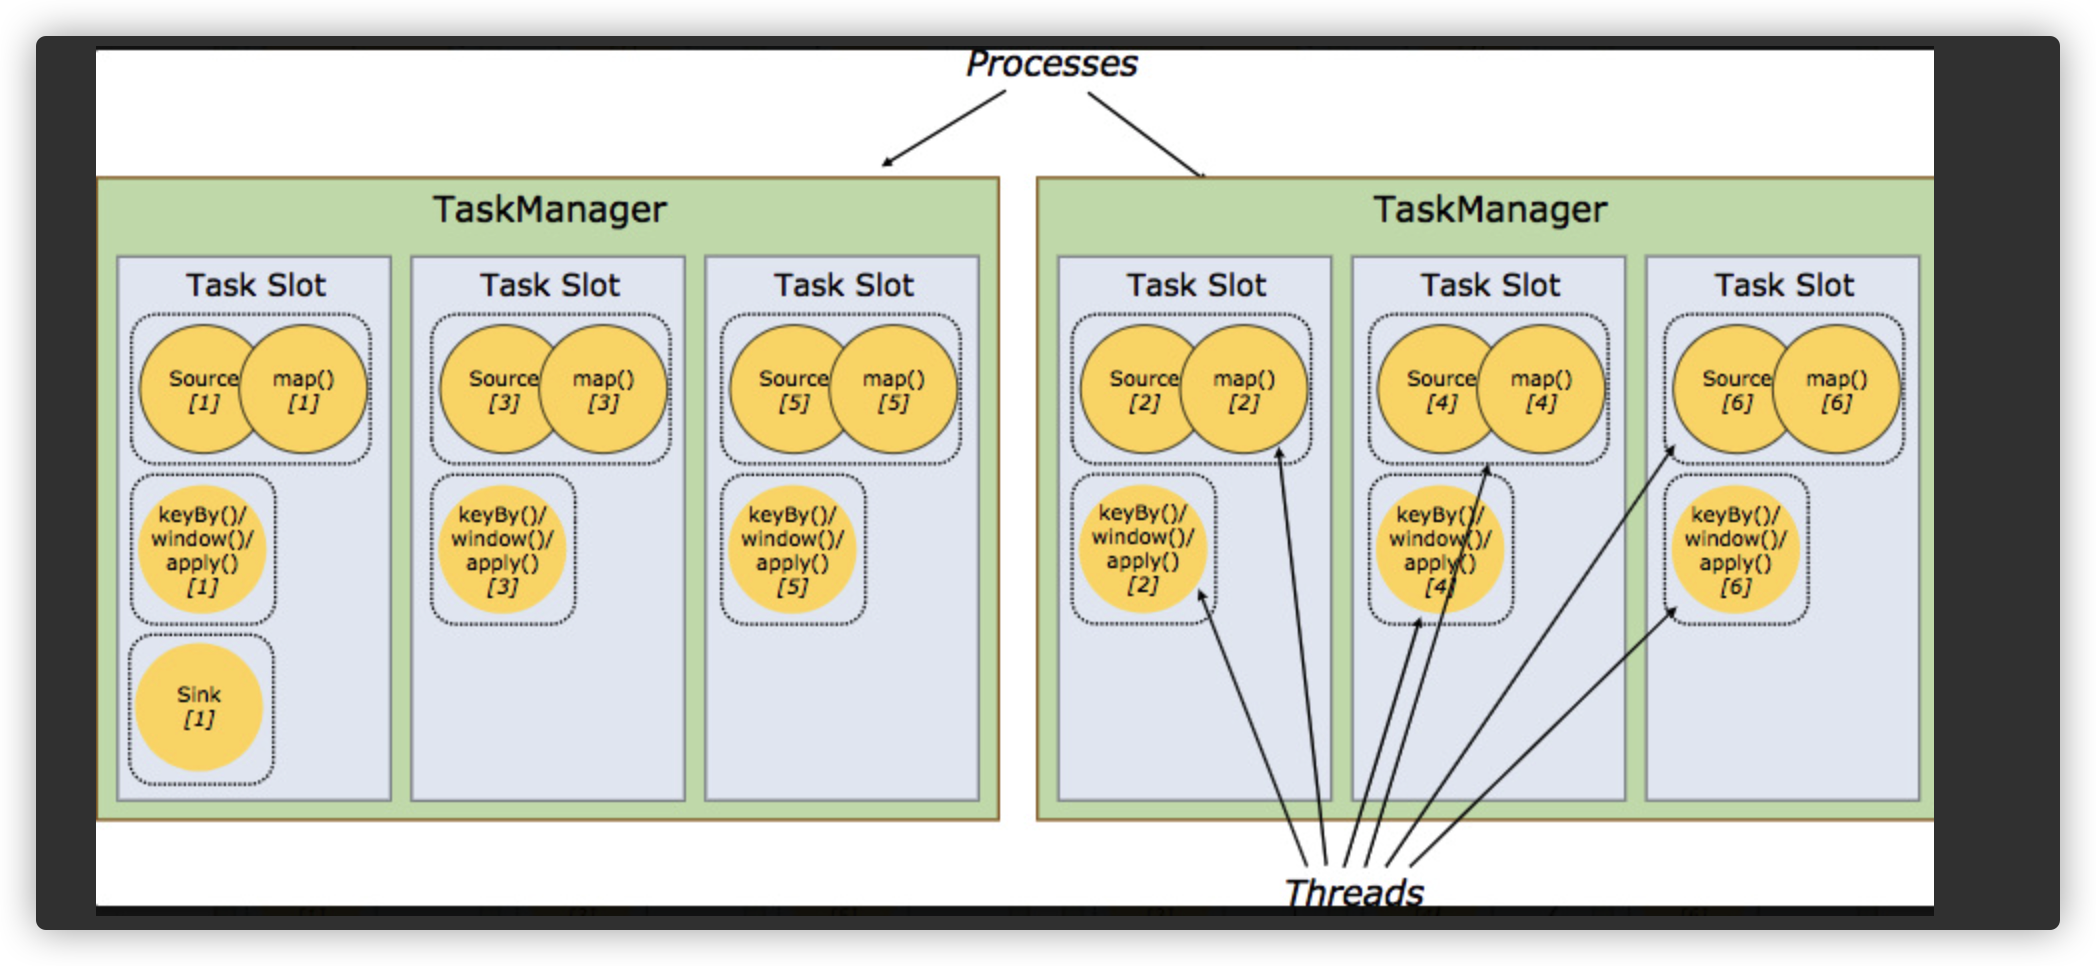 Processes
TaskManager
Task Slot
Task Slot
Task Slot
Source
[1]
map()
[1]
Source
[3]
map()
[3]
Source
[5]
map()
[5]
keyBy()/
window()/
apply()
[1]
keyBy()/
window()/
apply()
[3]
keyBy()/
window()/
apply()
[5]
Sink
[1]
TaskManager
Task Slot
Task Slot
Task Slot
Source
[2]
map()
[2]
Source
[4]
map()
[4]
Source
[6]
map()
[6]
keyBy()/
window()/
apply()
[2]
keyBy()/
window()/
apply()
[4]
keyBy()/
window()/
apply()
[6]
Threads